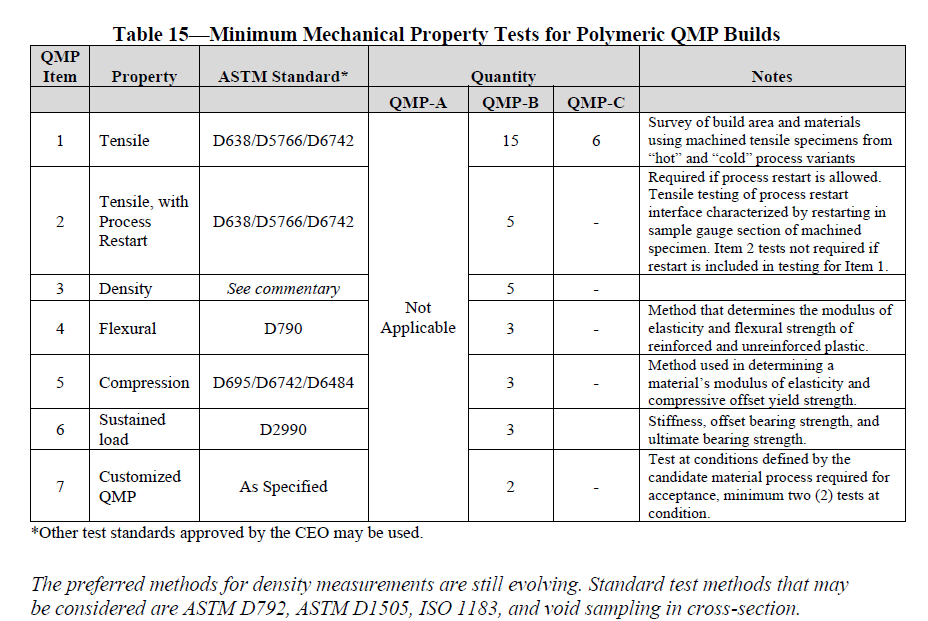 Table 15—Minimum Mechanical Property Tests for Polymeric QMP Builds
QMP Item Property ASTM Standard* Quantity Notes
QMP-A QMP-B QMP-C
Not Applicable
1 Tensile D638/D5766/D6742 15 6 Survey of build area and materials
using machined tensile specimens from
“hot” and “cold” process variants
2 Tensile, with Process Restart D638/D5766/D6742 5 - Required if process restart is allowed.
Tensile testing of process restart
interface characterized by restarting in
sample gauge section of machined
specimen. Item 2 tests not required if
restart is included in testing for Item 1.
3 Density See commentary 5 -
4 Flexural D790 3 - Method that determines the modulus of
elasticity and flexural strength of
reinforced and unreinforced plastic.
5 Compression D695/D6742/D6484 3 - Method used in determining a
material’s modulus of elasticity and
compressive offset yield strength.
6 Sustained load D2990 3 Stiffness, offset bearing strength, and
ultimate bearing strength.
7 Customized QMP As Specified 2 - Test at conditions defined by the
candidate material process required for
acceptance, minimum two (2) tests at
condition.
*Other test standards approved by the CEO may be used.
The preferred methods for density measurements are still evolving. Standard test methods that may
be considered are ASTM D792, ASTM D1505, ISO 1183, and void sampling in cross-section.